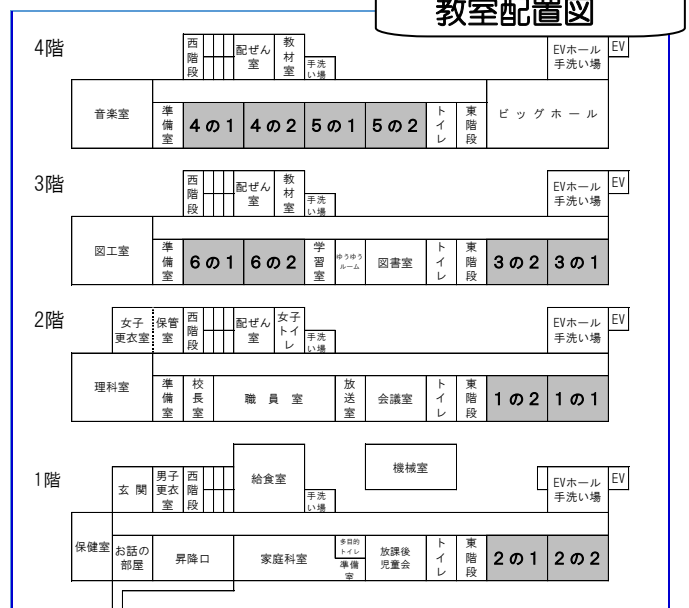 教室配置図
4階
西階段
配ぜん室
教材室
手洗い場
EVホール
手洗い場
EV
音楽室
準備室
4の1
4の2
5の1
5の2
トイレ
東階段
ビッグホール
3階
西階段
配ぜん室
教材室
手洗い場
EVホール
手洗い場
EV
図工室
準備室
6の1
6の2
学習室
ゆうゆう
ルーム
図書室
トイレ
東階段
3の2
3の1
2階
女子
更衣室
保管室
西階段
配ぜん室
女子トイレ
手洗い場
EVホール
手洗い場
EV
理科室
準備室
校長室
職員室
放送室
会議室
トイレ
東階段
1の2
1の1
1階
玄関
男子更衣室
西階段
給食室
手洗い場
機械室
EVホール
手洗い場
EV
保健室
お話の
部屋
昇降口
家庭科室
多目的
トイレ
準備室
放課後
児童会
トイレ
東階段
2の1
2の2